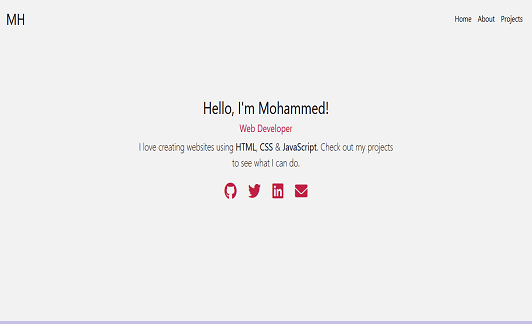 MH
Home About Projects
Hello, I'm Mohammed!
Web Developer
I love creating websites using HTML, CSS & JavaScript. Check out my projects
to see what I can do.
in